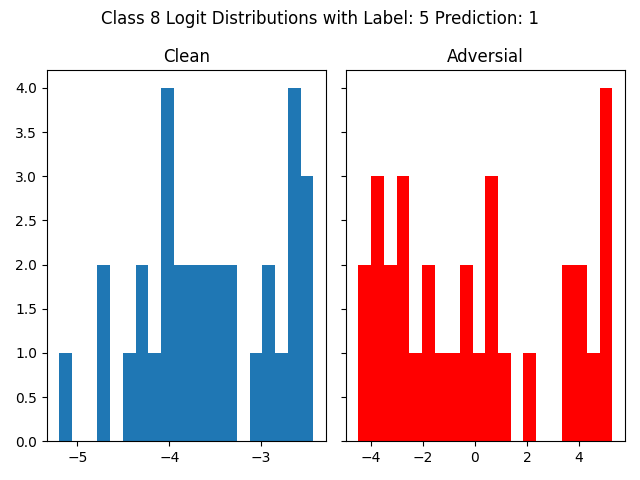 Class 8 Logit Distributions with Label: 5 Prediction: 1
Clean
Adversial
4.0
3.5
3.0
2.5
2.0
1.5
1.0
0.5
0.0
−5 −4 −3
−4 −2 0 2 4